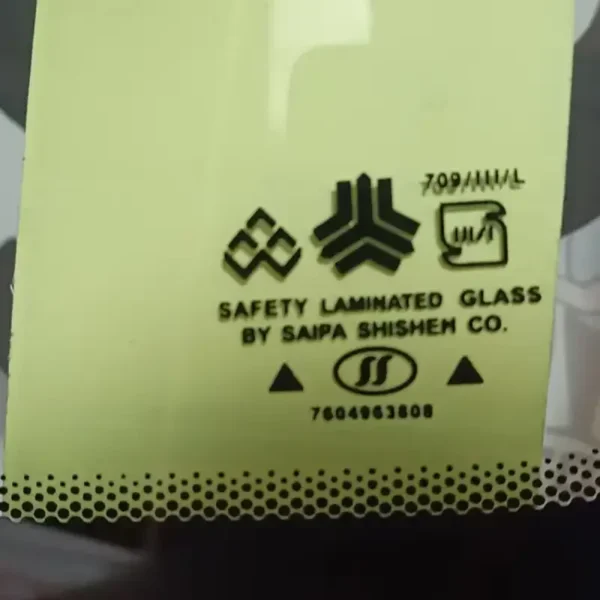 709/III/L
SAFETY LAMINATED GLASS
BY SAIPA SHISHEH CO.
7604963808